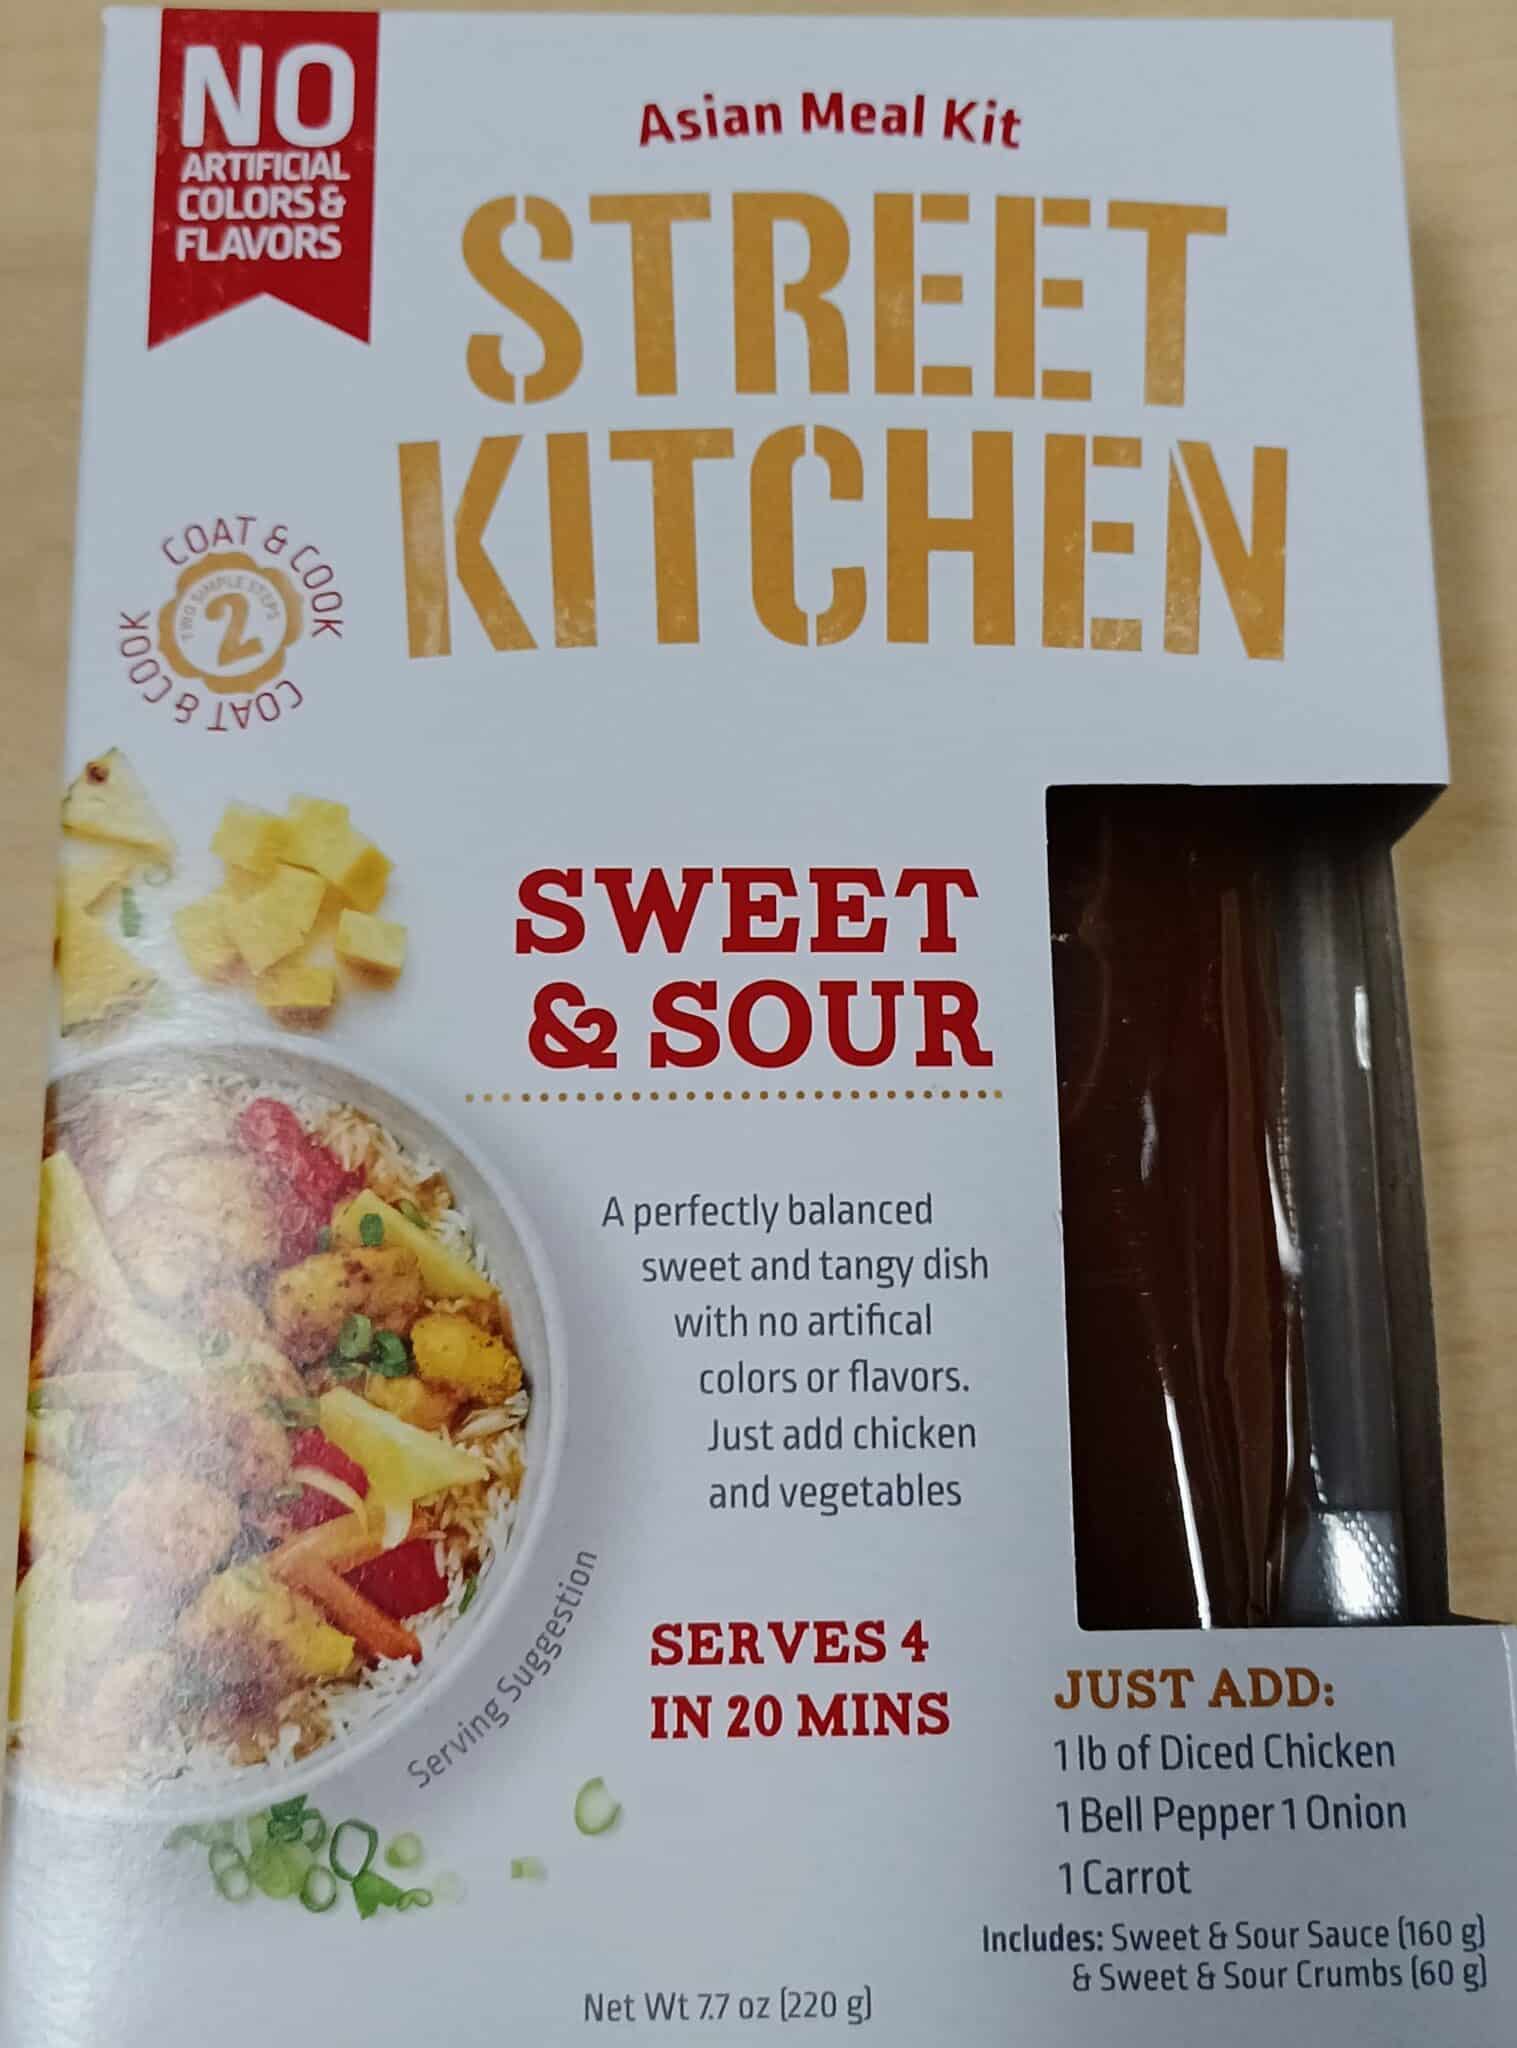 NO
ARTIFICIAL
COLORS &
FLAVORS
Asian Meal Kit
STREET
KITCHEN
COAT & COOK
TWO SIMPLE STEPS
2
COAT & COOK
SWEET
& SOUR
A perfectly balanced
sweet and tangy dish
with no artifical
colors or flavors.
Just add chicken
and vegetables
Serving Suggestion
SERVES 4
IN 20 MINS
JUST ADD:
1 lb of Diced Chicken
1 Bell Pepper 1 Onion
1 Carrot
Includes: Sweet & Sour Sauce (160 g)
& Sweet & Sour Crumbs (60 g)
Net Wt 7.7 oz (220 g)